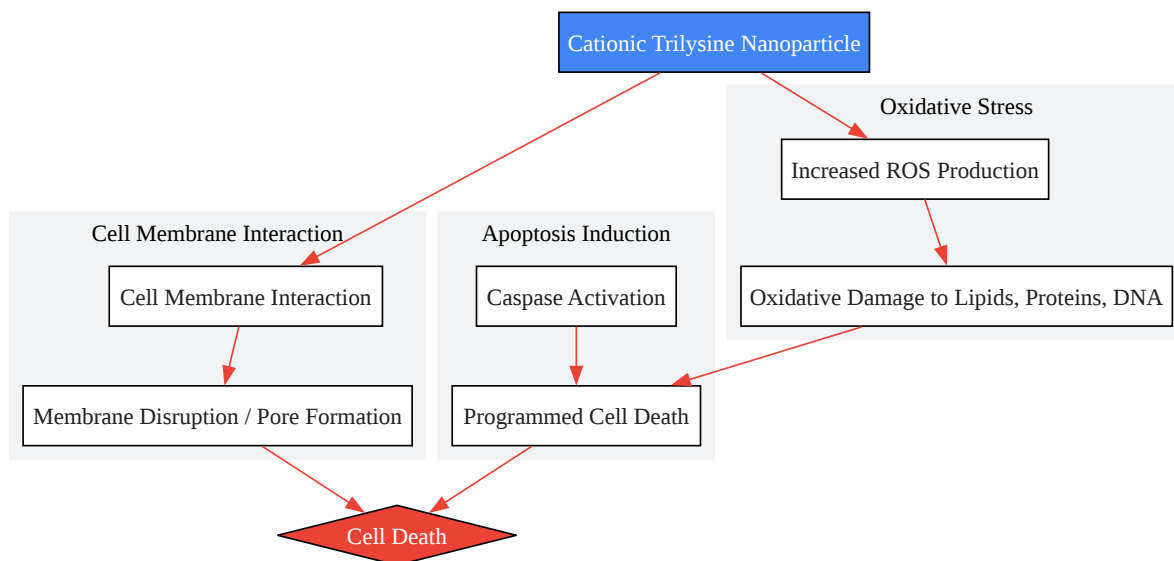 Cationic Trilysine Nanoparticle
Oxidative Stress
Increased ROS Production
Cell Membrane Interaction
Apoptosis Induction
Cell Membrane Interaction
Caspase Activation
Oxidative Damage to Lipids, Proteins, DNA
Membrane Disruption / Pore Formation
Programmed Cell Death
Cell Death